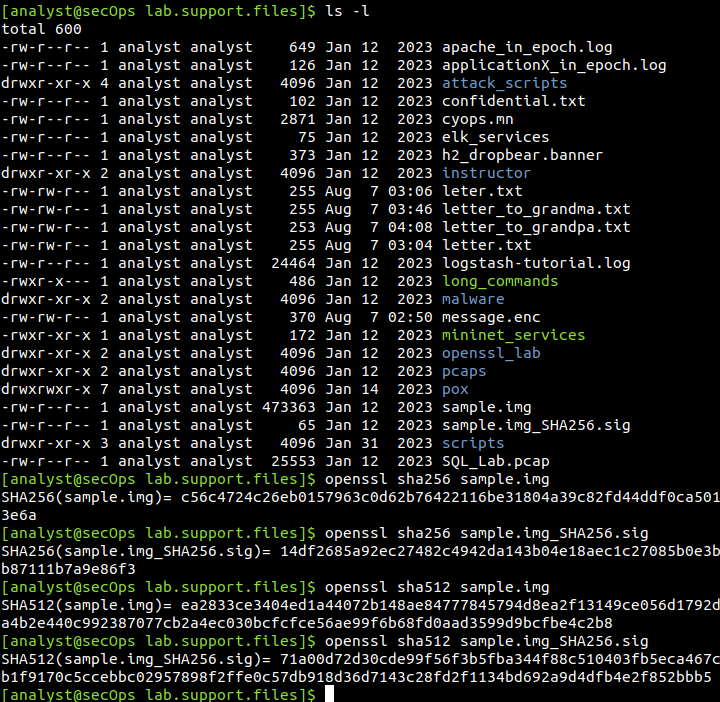 [analyst@secOps lab.support.files]$ ls -l
total 600
-rw-r--r-- 1 analyst analyst    649 Jan 12  2023 apache_in_epoch.log
-rw-r--r-- 1 analyst analyst    126 Jan 12  2023 applicationX_in_epoch.log
drwxr-xr-x 4 analyst analyst   4096 Jan 12  2023 attack_scripts
-rw-r--r-- 1 analyst analyst    102 Jan 12  2023 confidential.txt
-rw-r--r-- 1 analyst analyst   2871 Jan 12  2023 cyops.mn
-rw-r--r-- 1 analyst analyst     75 Jan 12  2023 elk_services
-rw-r--r-- 1 analyst analyst    373 Jan 12  2023 h2_dropbear.banner
drwxr-xr-x 2 analyst analyst   4096 Jan 12  2023 instructor
-rw-rw-r-- 1 analyst analyst    255 Aug  7 03:06 leter.txt
-rw-r--r-- 1 analyst analyst    255 Aug  7 03:46 letter_to_grandma.txt
-rw-rw-r-- 1 analyst analyst    253 Aug  7 04:08 letter_to_grandpa.txt
-rw-rw-r-- 1 analyst analyst    255 Aug  7 03:04 letter.txt
-rw-r--r-- 1 analyst analyst  24464 Jan 12  2023 logstash-tutorial.log
-rwxr-x--- 1 analyst analyst    486 Jan 12  2023 long_commands
drwxr-xr-x 2 analyst analyst   4096 Jan 12  2023 malware
-rw-rw-r-- 1 analyst analyst    370 Aug  7 02:50 message.enc
-rwxr-xr-x 1 analyst analyst    172 Jan 12  2023 mininet_services
drwxr-xr-x 2 analyst analyst   4096 Jan 12  2023 openssl_lab
drwxr-xr-x 2 analyst analyst   4096 Jan 12  2023 pcaps
drwxrwxr-x 7 analyst analyst   4096 Jan 14  2023 pox
-rw-r--r-- 1 analyst analyst 473363 Jan 12  2023 sample.img
-rw-r--r-- 1 analyst analyst     65 Jan 12  2023 sample.img_SHA256.sig
drwxr-xr-x 3 analyst analyst   4096 Jan 31  2023 scripts
-rw-r--r-- 1 analyst analyst  25553 Jan 12  2023 SQL_Lab.pcap
[analyst@secOps lab.support.files]$ openssl sha256 sample.img
SHA256(sample.img)= c56c4724c26eb0157963c0d62b76422116be31804a39c82fd44ddf0ca501
3e6a
[analyst@secOps lab.support.files]$ openssl sha256 sample.img_SHA256.sig
SHA256(sample.img_SHA256.sig)= 14df2685a92ec27482c4942da143b04e18aec1c27085b0e3b
b87111b7a9e86f3
[analyst@secOps lab.support.files]$ openssl sha512 sample.img
SHA512(sample.img)= ea2833ce3404ed1a44072b148ae84777845794d8ea2f13149ce056d1792d
a4b2e440c992387077cb2a4ec030bcfcfce56ae99f6b68fd0aad3599d9bcfbe4c2b8
[analyst@secOps lab.support.files]$ openssl sha512 sample.img_SHA256.sig
SHA512(sample.img_SHA256.sig)= 71a00d72d30cde99f56f3b5fba344f88c510403fb5eca467c
b1f9170c5ccebbc02957898f2ffe0c57db918d36d7143c28fd2f1134bd692a9d4dfb4e2f852bbb5
[analyst@secOps lab.support.files]$